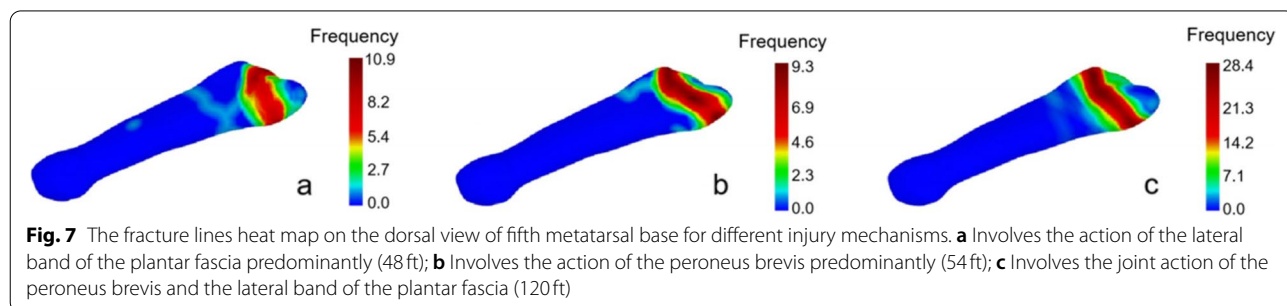 Frequency
10.9
8.2
5.4
2.7
0.0
a
Frequency
9.3
6.9
4.6
2.3
0.0
b
Frequency
28.4
21.3
14.2
7.1
0.0
c
Fig. 7 The fracture lines heat map on the dorsal view of fifth metatarsal base for different injury mechanisms. a Involves the action of the lateral
band of the plantar fascia predominantly (48 ft); b Involves the action of the peroneus brevis predominantly (54 ft); c Involves the joint action of the
peroneus brevis and the lateral band of the plantar fascia (120 ft)